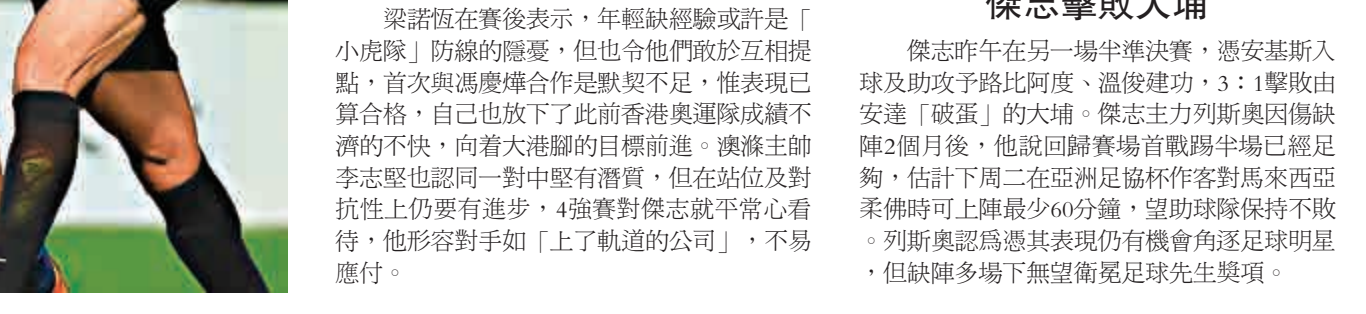 梁諾恆在賽後表示，年輕缺經驗或許是「
小虎隊」防線的隱憂，但也令他們敢於互相提
點，首次與馮慶燁合作是默契不足，惟表現已
算合格，自己也放下了此前香港奧運隊成績不
濟的不快，向着大港腳的目標前進。澳滌主帥
李志堅也認同一對中堅有潛質，但在站位及對
抗性上仍要有進步，4強賽對傑志就平常心看
待，他形容對手如「上了軌道的公司」，不易
應付。
傑志擊敗大埔
傑志昨午在另一場半準決賽，憑安基斯入
球及助攻予路比阿度、溫俊建功，3：1擊敗由
安達「破蛋」的大埔。傑志主力列斯奧因傷缺
陣2個月後，他說回歸賽場首戰踢半場已經足
夠，估計下周二在亞洲足協杯作客對馬來西亞
柔佛時可上陣最少60分鐘，望助球隊保持不敗
。列斯奧認爲憑其表現仍有機會角逐足球明星
，但缺陣多場下無望衛冕足球先生獎項。